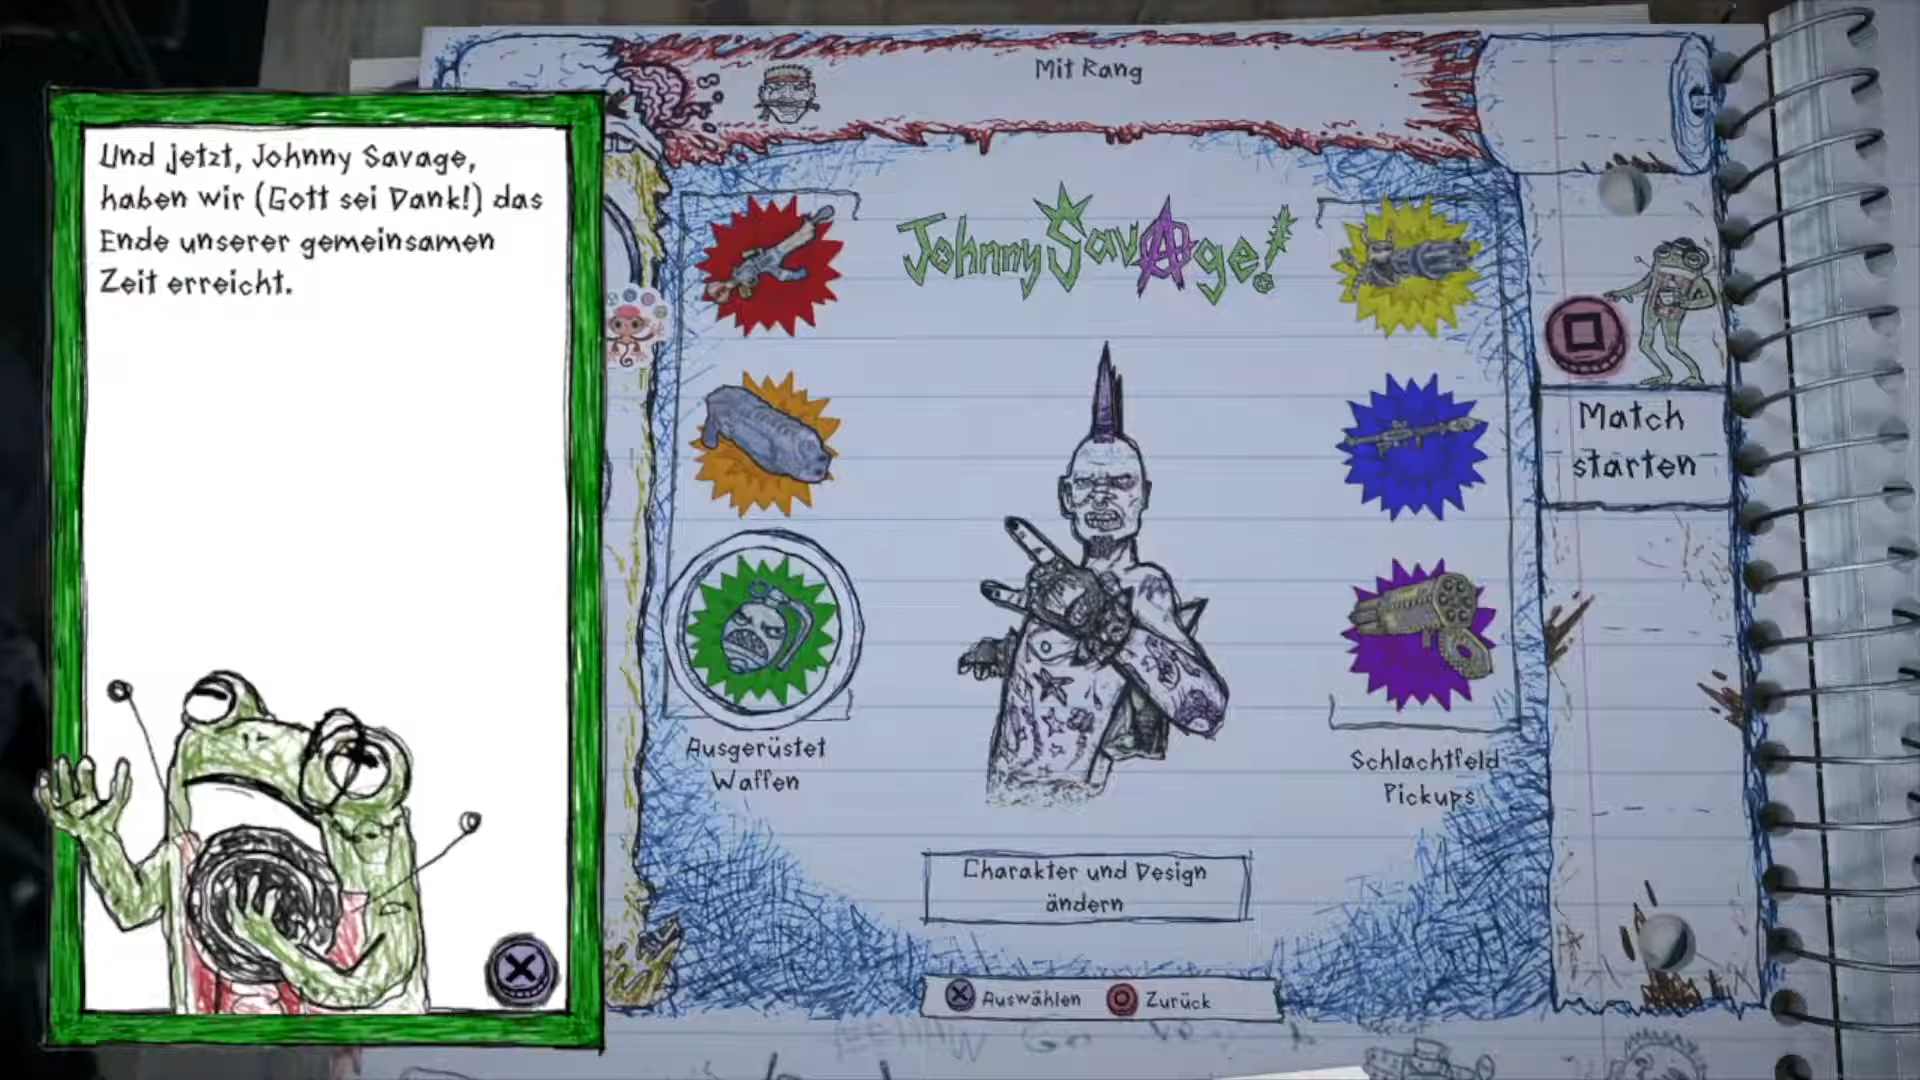 Mit Rang
Und jetzt, Johnny Savage,
haben wir (Gott sei Dank!) das
Ende unserer gemeinsamen
Zeit erreicht.
Johnny Savage!
Match
starten
Ausgerüstet
Waffen
Schlachtfeld
Pickups
Charakter und Design
ändern
Auswählen Zurück